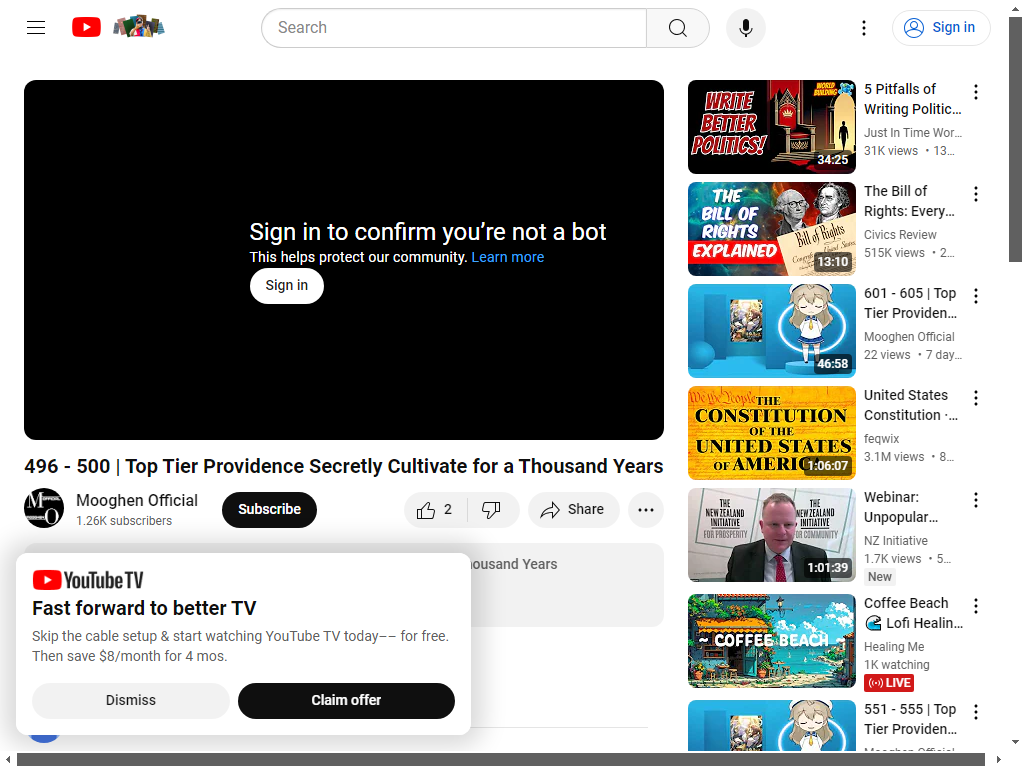 Search
Sign in
Sign in to confirm you’re not a bot
This helps protect our community. Learn more
Sign in
496 - 500 | Top Tier Providence Secretly Cultivate for a Thousand Years
Mooghen Official
1.26K subscribers
Subscribe
2
Share
ousand Years
YouTube TV
Fast forward to better TV
Skip the cable setup & start watching YouTube TV today–– for free.
Then save $8/month for 4 mos.
Dismiss
Claim offer
WRITE
BETTER
POLITICS!
WORLD
BUILDING
34:25
5 Pitfalls of
Writing Politic…
Just In Time Wor…
31K views • 13…
THE
BILL OF
RIGHTS
EXPLAINED
Bill of Rights
13:10
The Bill of
Rights: Every…
Civics Review
515K views • 2…
46:58
601 - 605 | Top
Tier Providen…
Mooghen Official
22 views • 7 day…
We the People
THE
CONSTITUTION
OF THE
UNITED STATES
OF AMERICA
1:06:07
United States
Constitution ·…
feqwix
3.1M views • 8…
THE
NEW ZEALAND
INITIATIVE
FOR PROSPERITY
THE
NEW ZEALAND
INITIATIVE
FOR COMMUNITY
1:01:39
Webinar:
Unpopular…
NZ Initiative
1.7K views • 5…
New
~ COFFEE BEACH ~
Coffee Beach
🌊 Lofi Healin…
Healing Me
1K watching
LIVE
551 - 555 | Top
Tier Providen…
Mooghen Official